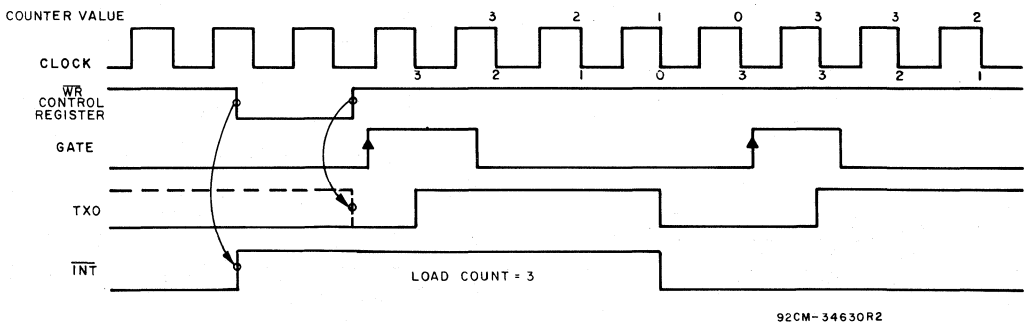 COUNTER VALUE 3 2 1 0 3 3 2
CLOCK
3 2 1 0 3 3 2 1
WR
CONTROL
REGISTER
GATE
TXO
INT
LOAD COUNT = 3
92CM-34630R2